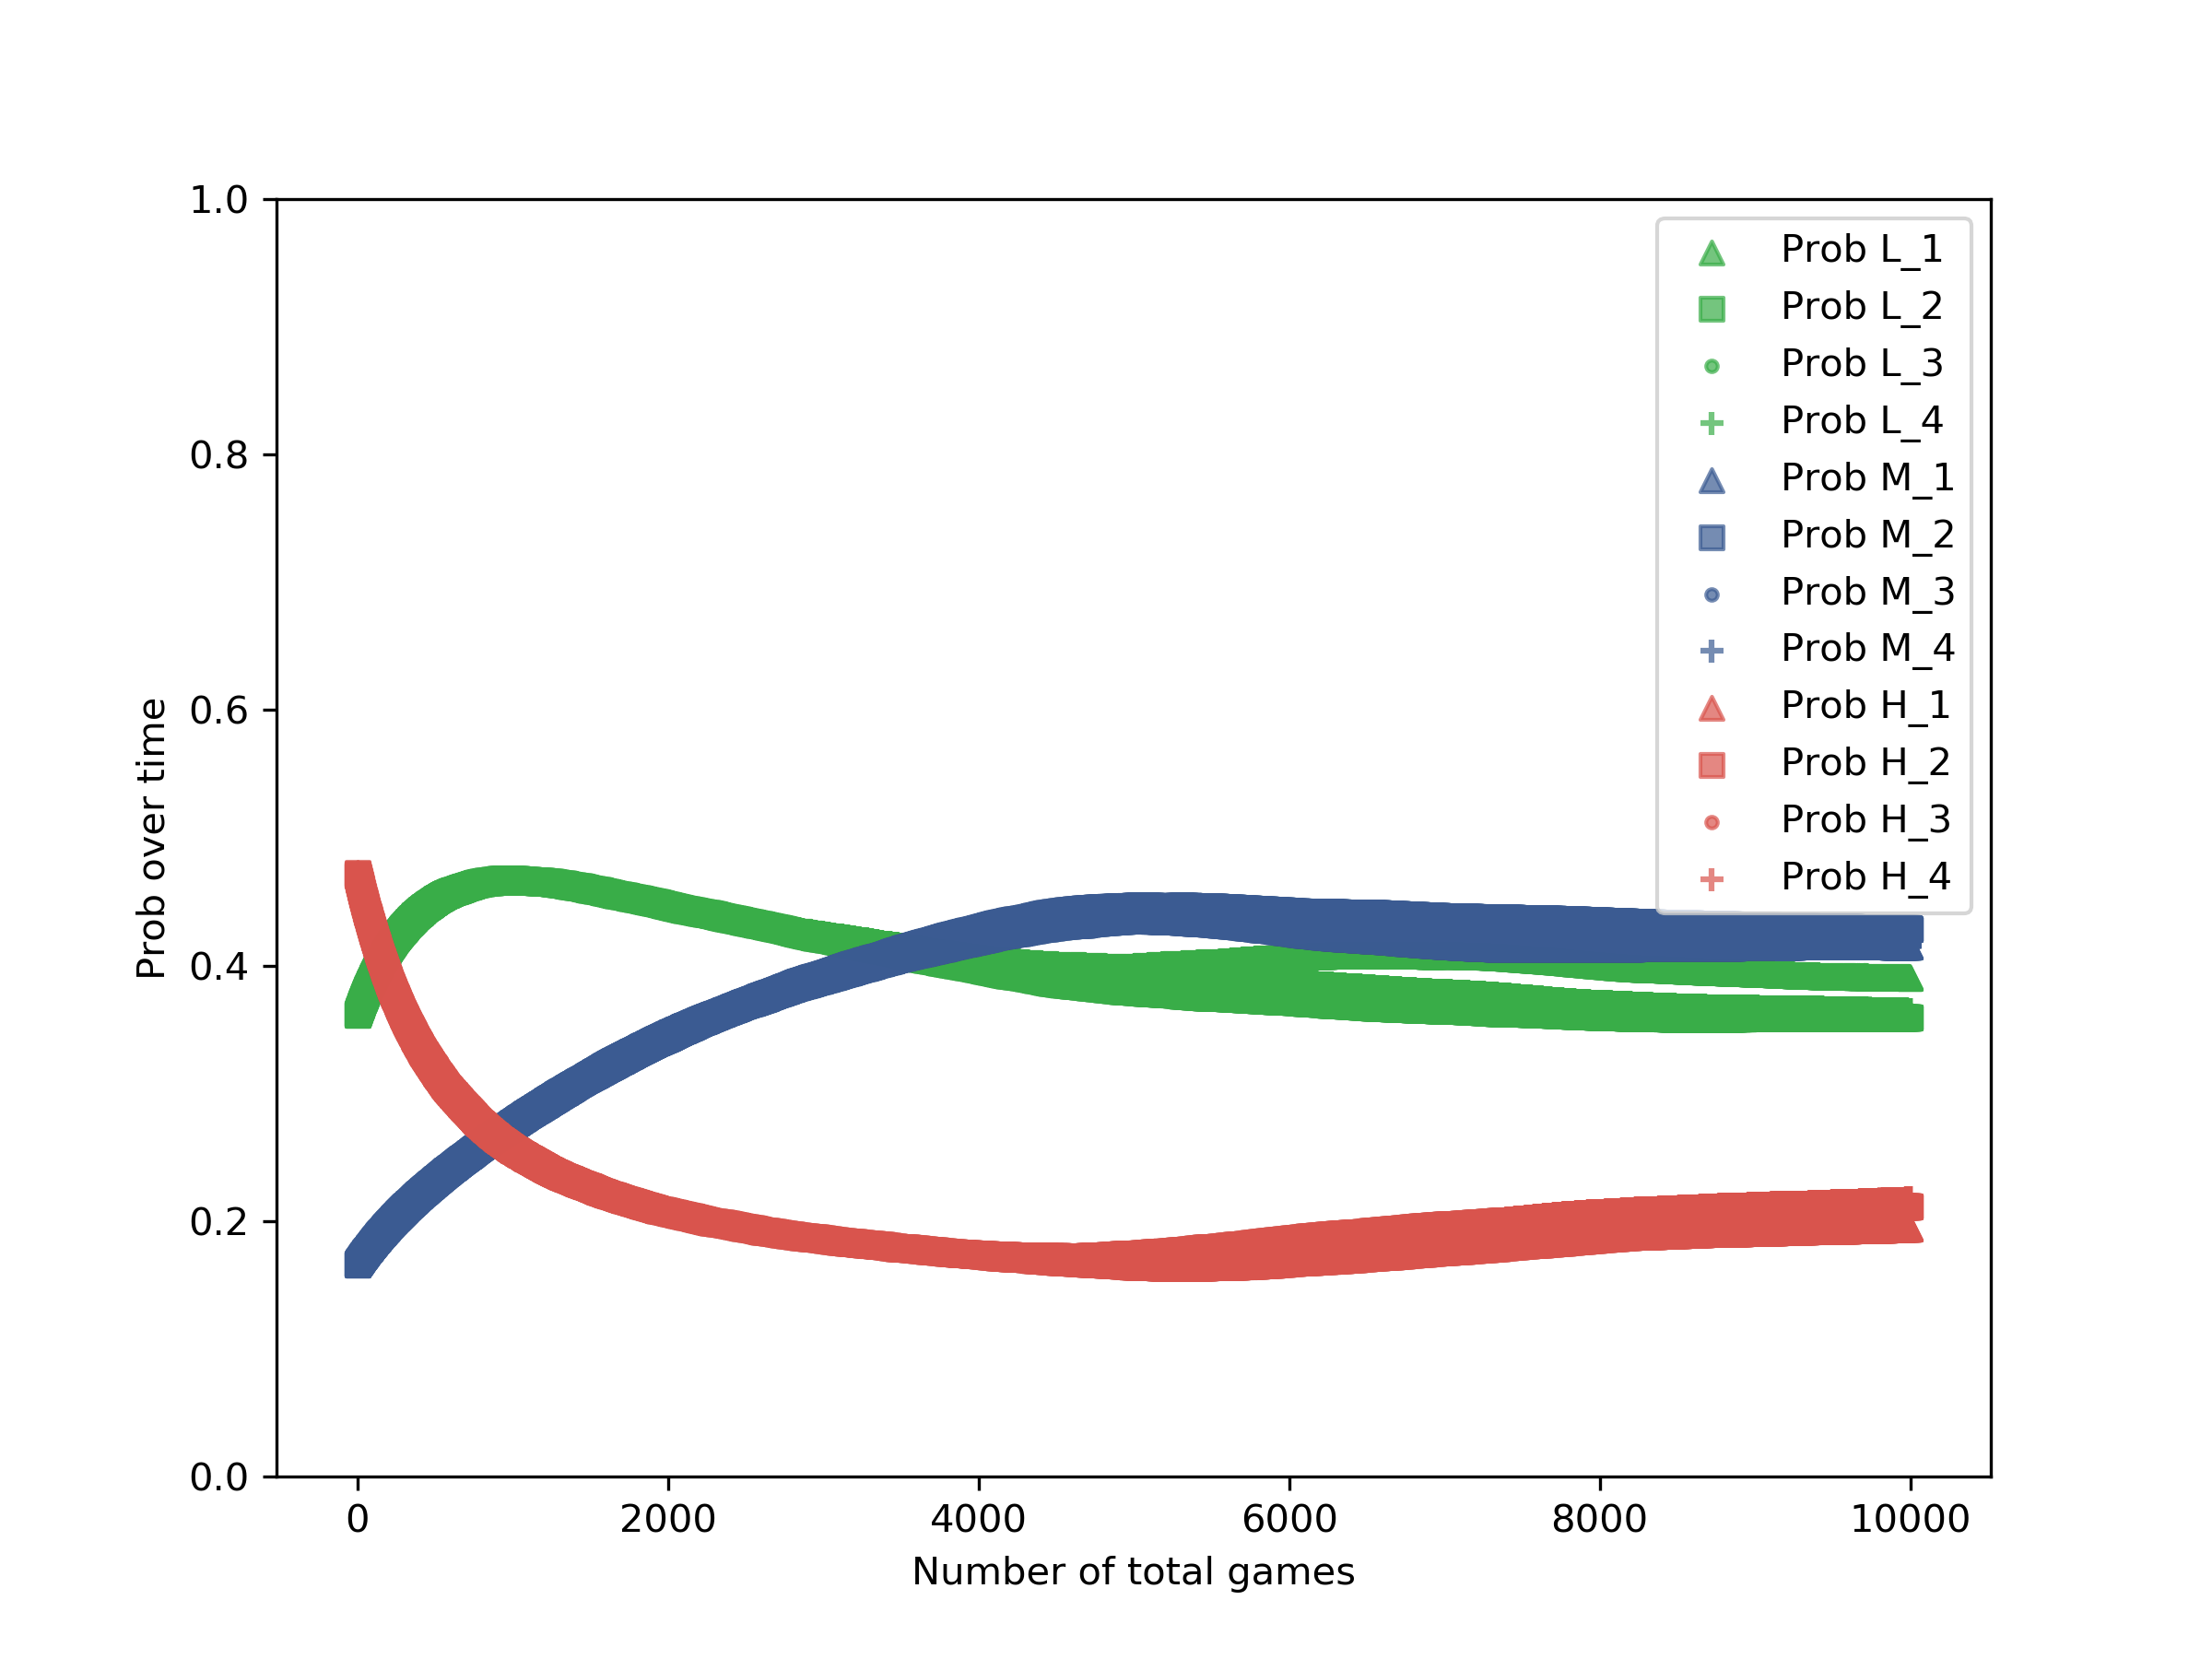 1.0
0.8
0.6
0.4
0.2
0.0
Prob over time
0 2000 4000 6000 8000 10000
Number of total games
Prob L_1
Prob L_2
Prob L_3
Prob L_4
Prob M_1
Prob M_2
Prob M_3
Prob M_4
Prob H_1
Prob H_2
Prob H_3
Prob H_4